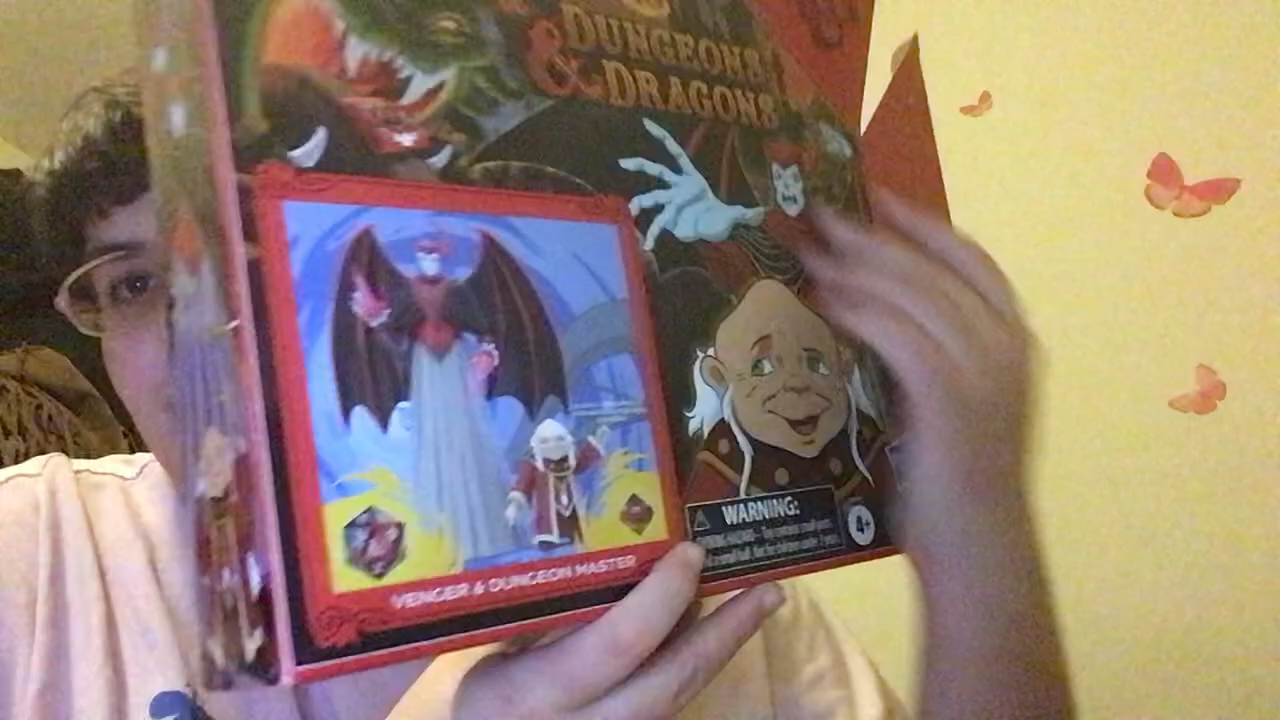 DUNGEONS
& DRAGONS
VENGER & DUNGEON MASTER
WARNING:
4+